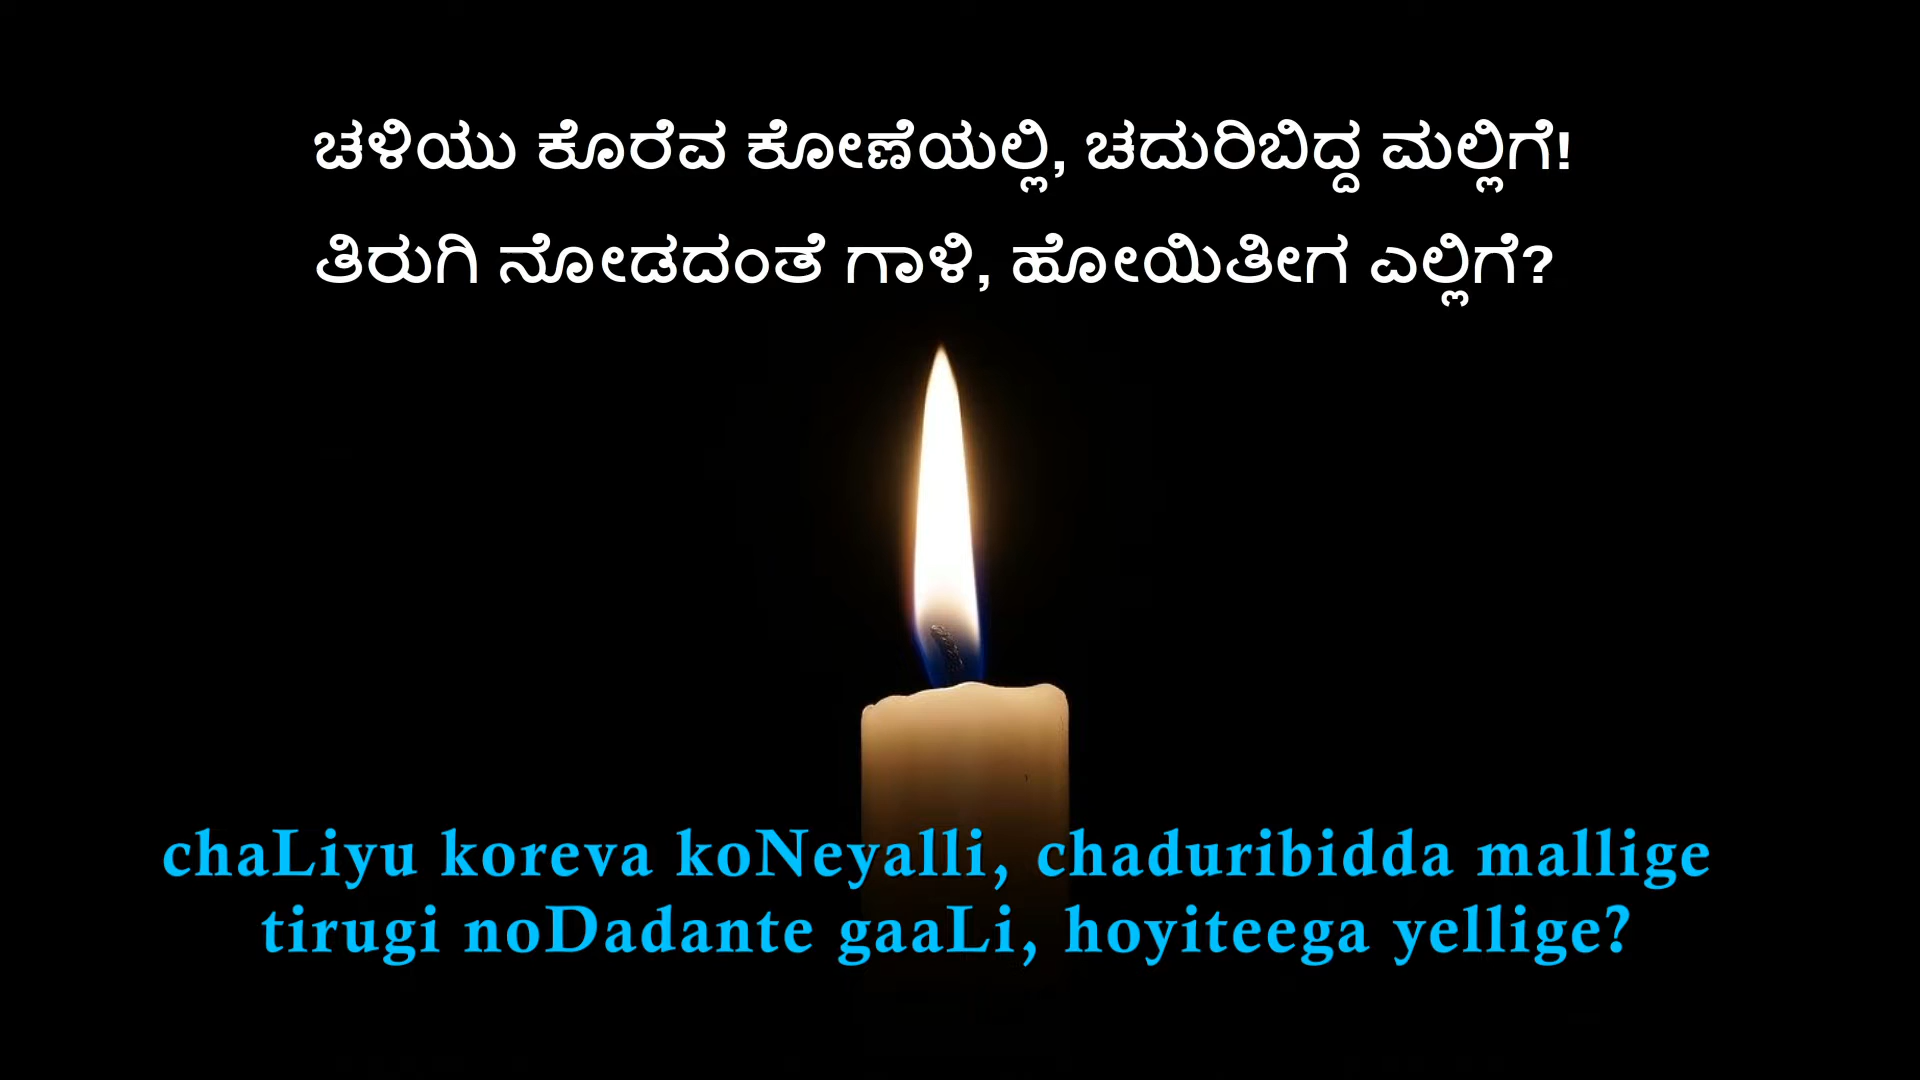 ಚಳಿಯು ಕೊರೆವ ಕೋಣೆಯಲ್ಲಿ, ಚದುರಿಬಿದ್ದ ಮಲ್ಲಿಗೆ!
ತಿರುಗಿ ನೋಡದಂತೆ ಗಾಳಿ, ಹೋಯಿತೀಗ ಎಲ್ಲಿಗೆ?
chaLiyu koreva koNeyalli, chaduribidda mallige
tirugi noDadante gaaLi, hoyiteega yellige?